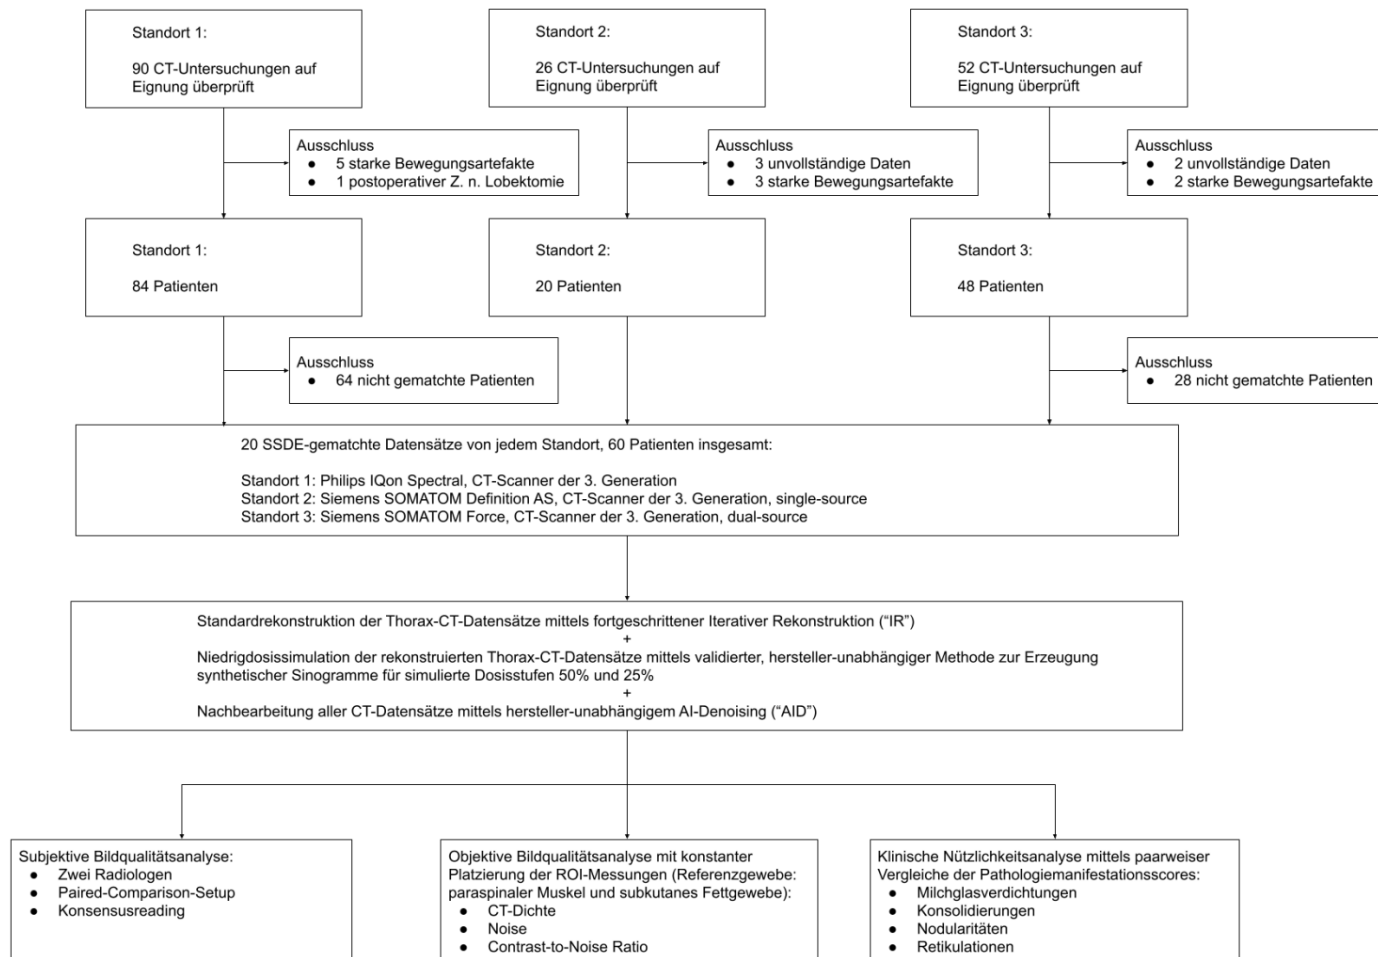 Standort 1:
90 CT-Untersuchungen auf
Eignung überprüft
Standort 2:
26 CT-Untersuchungen auf
Eignung überprüft
Standort 3:
52 CT-Untersuchungen auf
Eignung überprüft
Ausschluss
● 5 starke Bewegungsartefakte
● 1 postoperativer Z. n. Lobektomie
Ausschluss
● 3 unvollständige Daten
● 3 starke Bewegungsartefakte
Ausschluss
● 2 unvollständige Daten
● 2 starke Bewegungsartefakte
Standort 1:
84 Patienten
Standort 2:
20 Patienten
Standort 3:
48 Patienten
Ausschluss
● 64 nicht gematchte Patienten
Ausschluss
● 28 nicht gematchte Patienten
20 SSDE-gematchte Datensätze von jedem Standort, 60 Patienten insgesamt:
Standort 1: Philips IQon Spectral, CT-Scanner der 3. Generation
Standort 2: Siemens SOMATOM Definition AS, CT-Scanner der 3. Generation, single-source
Standort 3: Siemens SOMATOM Force, CT-Scanner der 3. Generation, dual-source
Standardrekonstruktion der Thorax-CT-Datensätze mittels fortgeschrittener Iterativer Rekonstruktion (“IR”)
+
Niedrigdosissimulation der rekonstruierten Thorax-CT-Datensätze mittels validierter, hersteller-unabhängiger Methode zur Erzeugung
synthetischer Sinogramme für simulierte Dosisstufen 50% und 25%
+
Nachbearbeitung aller CT-Datensätze mittels hersteller-unabhängigem AI-Denoising (“AID”)
Subjektive Bildqualitätsanalyse:
● Zwei Radiologen
● Paired-Comparison-Setup
● Konsensusreading
Objektive Bildqualitätsanalyse mit konstanter
Platzierung der ROI-Messungen (Referenzgewebe:
paraspinaler Muskel und subkutanes Fettgewebe):
● CT-Dichte
● Noise
● Contrast-to-Noise Ratio
Klinische Nützlichkeitsanalyse mittels paarweiser
Vergleiche der Pathologiemanifestationsscores:
● Milchglasverdichtungen
● Konsolidierungen
● Nodularitäten
● Retikulationen